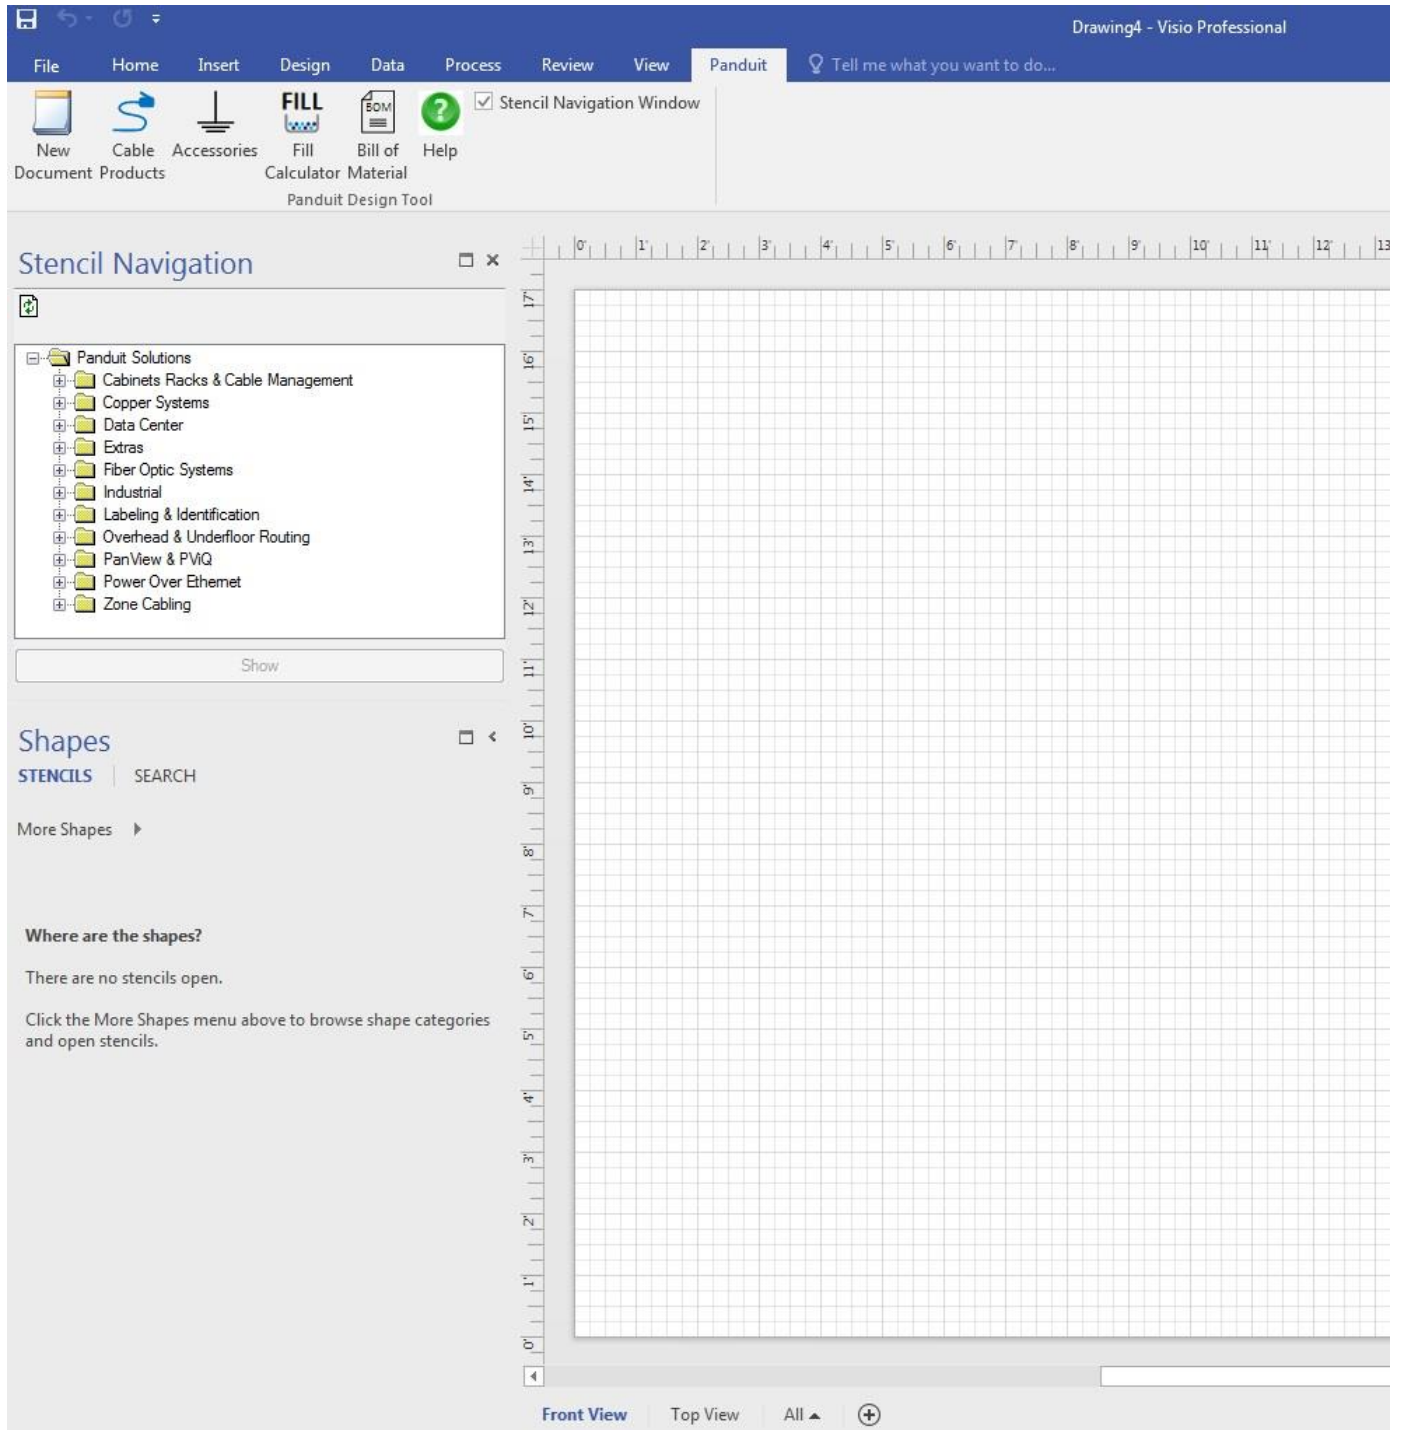 Drawing4 - Visio Professional
File Home Insert Design Data Process Review View Panduit Tell me what you want to do...
FILL BOM ? Stencil Navigation Window
New Cable Accessories Fill Bill of Help
Document Products Calculator Material
Panduit Design Tool
0' 1' 2' 3' 4' 5' 6' 7' 8' 9' 10' 11' 12' 13
Stencil Navigation
Panduit Solutions
Cabinets Racks & Cable Management
Copper Systems
Data Center
Extras
Fiber Optic Systems
Industrial
Labeling & Identification
Overhead & Underfloor Routing
PanView & PViQ
Power Over Ethernet
Zone Cabling
Show
Shapes
STENCILS SEARCH
More Shapes
Where are the shapes?
There are no stencils open.
Click the More Shapes menu above to browse shape categories
and open stencils.
17'
16'
15'
14'
13'
12'
11'
10'
9'
8'
7'
6'
5'
4'
3'
2'
1'
0'
Front View Top View All